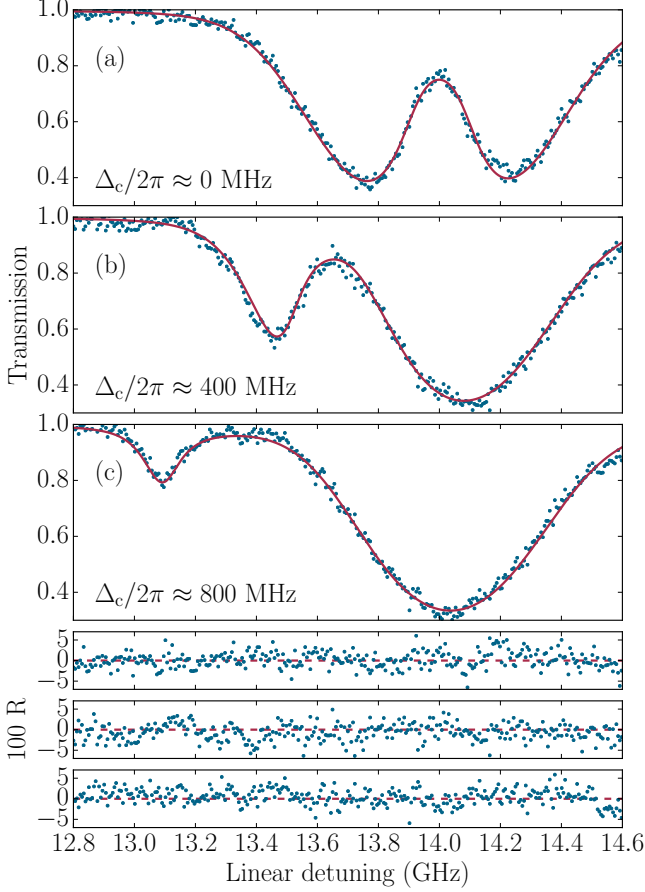 1.0
0.8
0.6
0.4
(a)
Δc/2π ≈ 0 MHz
1.0
0.8
0.6
0.4
(b)
Δc/2π ≈ 400 MHz
Transmission
1.0
0.8
0.6
0.4
(c)
Δc/2π ≈ 800 MHz
5
0
−5
5
0
−5
5
0
−5
100 R
12.8 13.0 13.2 13.4 13.6 13.8 14.0 14.2 14.4 14.6
Linear detuning (GHz)